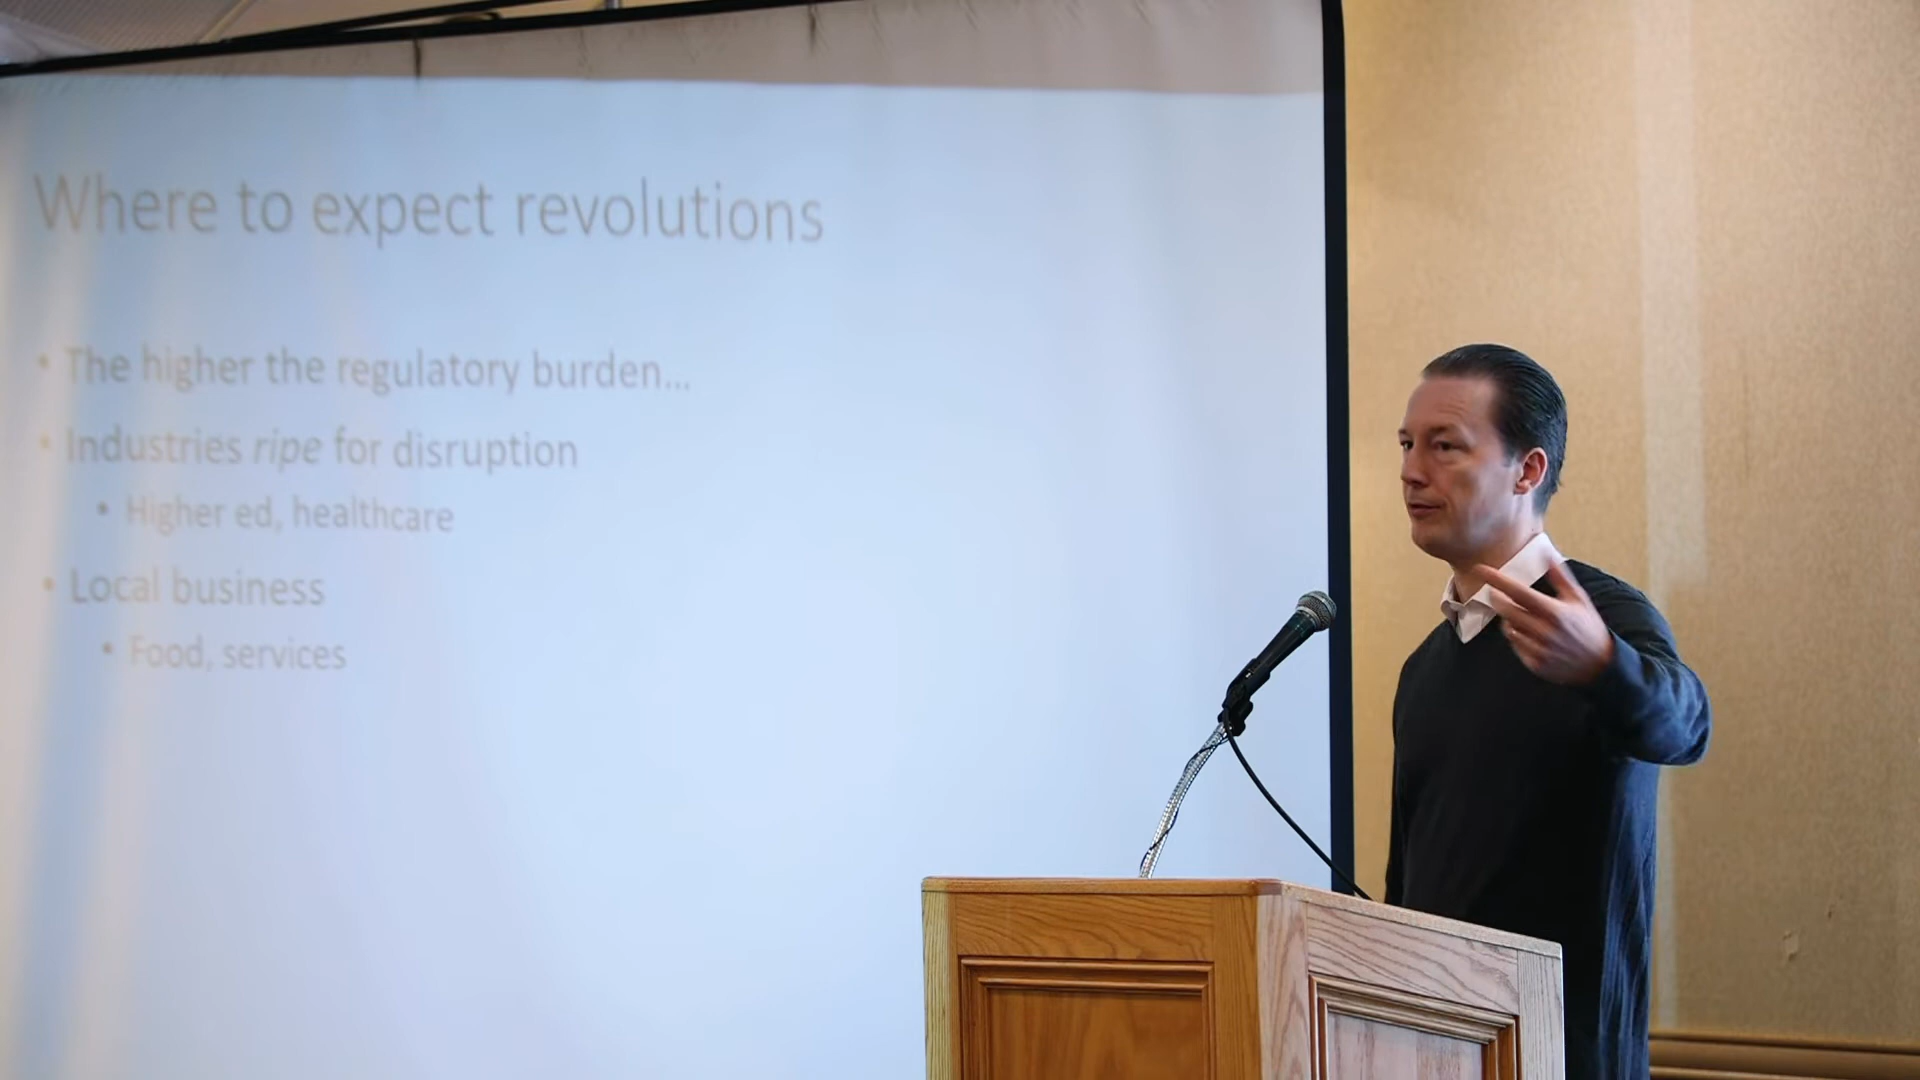 Where to expect revolutions
• The higher the regulatory burden...
• Industries ripe for disruption
• Higher ed, healthcare
• Local business
• Food, services